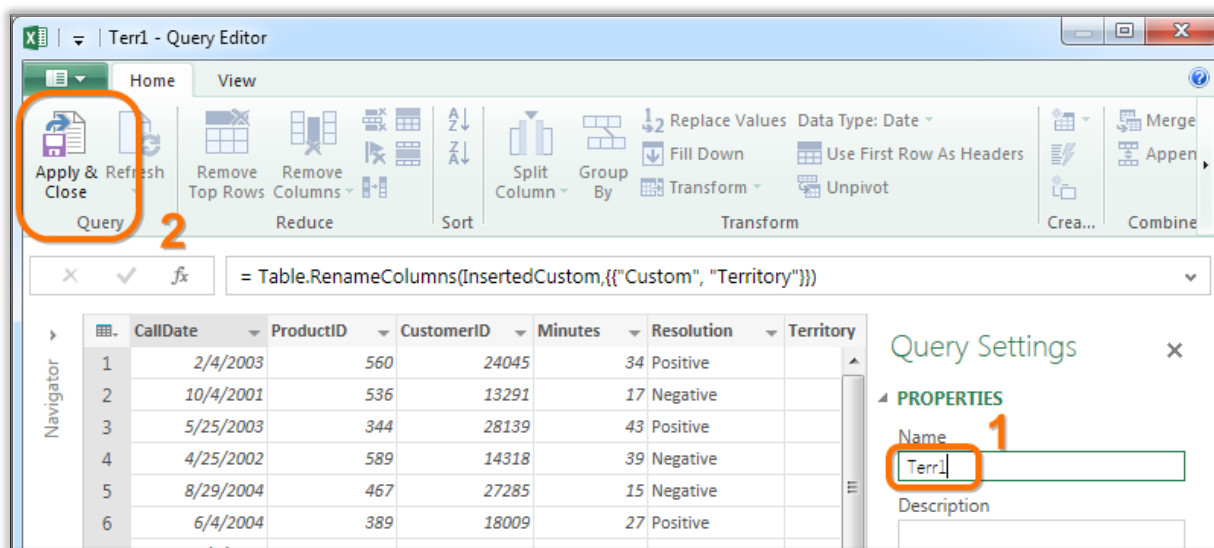 Terr1 - Query Editor
Home View
Apply & Close
Refresh
Remove Top Rows
Remove Columns
Split Column
Group By
Replace Values
Fill Down
Transform
Data Type: Date
Use First Row As Headers
Unpivot
Merge
Appen
Query Reduce Sort Transform Crea... Combine
2
= Table.RenameColumns(InsertedCustom,{{"Custom", "Territory"}})
Navigator
CallDate ProductID CustomerID Minutes Resolution Territory
1 2/4/2003 560 24045 34 Positive
2 10/4/2001 536 13291 17 Negative
3 5/25/2003 344 28139 43 Positive
4 4/25/2002 589 14318 39 Negative
5 8/29/2004 467 27285 15 Negative
6 6/4/2004 389 18009 27 Positive
Query Settings
PROPERTIES
Name
1
Terr1
Description